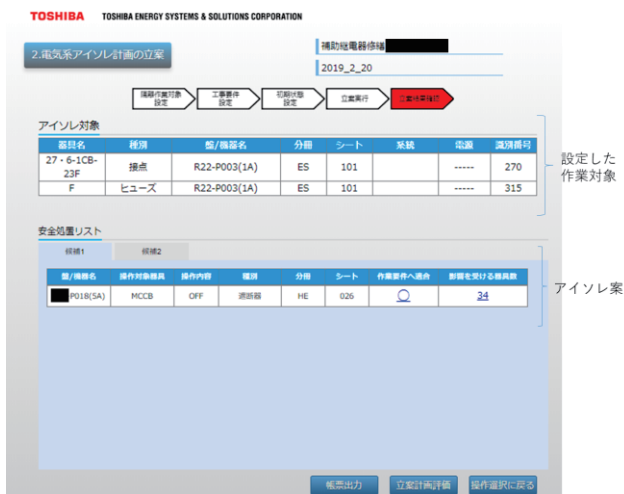 TOSHIBA TOSHIBA ENERGY SYSTEMS & SOLUTIONS CORPORATION
2.電気系アイソレ計画の立案
補助継電器修繕
2019_2_20
隔離作業対象
設定
工事要件
設定
初期状態
設定
立案実行
立案結果確認
アイソレ対象
器具名 種別 盤/機器名 分冊 シート 系統 電源 識別番号
27・6-1CB-
23F 接点 R22-P003(1A) ES 101 ----- 270
F ヒューズ R22-P003(1A) ES 101 ----- 315
設定した
作業対象
安全処置リスト
候補1 候補2
盤/機器名 操作対象器具 操作内容 種別 分冊 シート 作業要件へ適合 影響を受ける器具数
P018(5A) MCCB OFF 遮断器 HE 026 ○ 34
アイソレ案
帳票出力 立案計画評価 操作選択に戻る